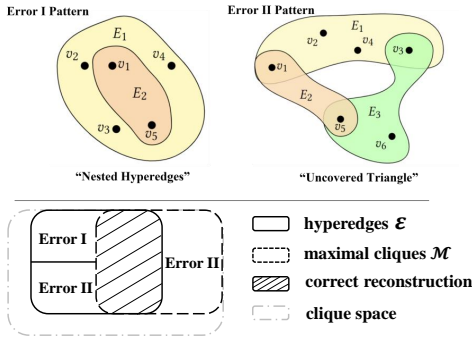 Error I Pattern
E₁
v₂
v₁
v₄
E₂
v₃
v₅
“Nested Hyperedges”
Error II Pattern
E₁
v₂
v₄
v₃
v₁
E₂
E₃
v₅
v₆
“Uncovered Triangle”
Error I
Error II
Error II
hyperedges ℰ
maximal cliques ℳ
correct reconstruction
clique space